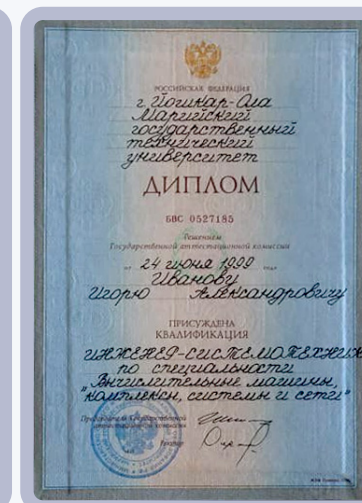 РОССИЙСКАЯ ФЕДЕРАЦИЯ
г. Йошкар-Ола
Марийский
государственный
технический
университет
ДИПЛОМ
БВС 0527185
Решением
Государственной аттестационной комиссии
от 24 июня 1999 года
Иванову
Игорю Александровичу
ПРИСУЖДЕНА
КВАЛИФИКАЦИЯ
ИНЖЕНЕР-СИСТЕМОТЕХНИК
по специальности
„Вычислительные машины,
комплексы, системы и сети"
Председатель Государственной
аттестационной комиссии
Ректор